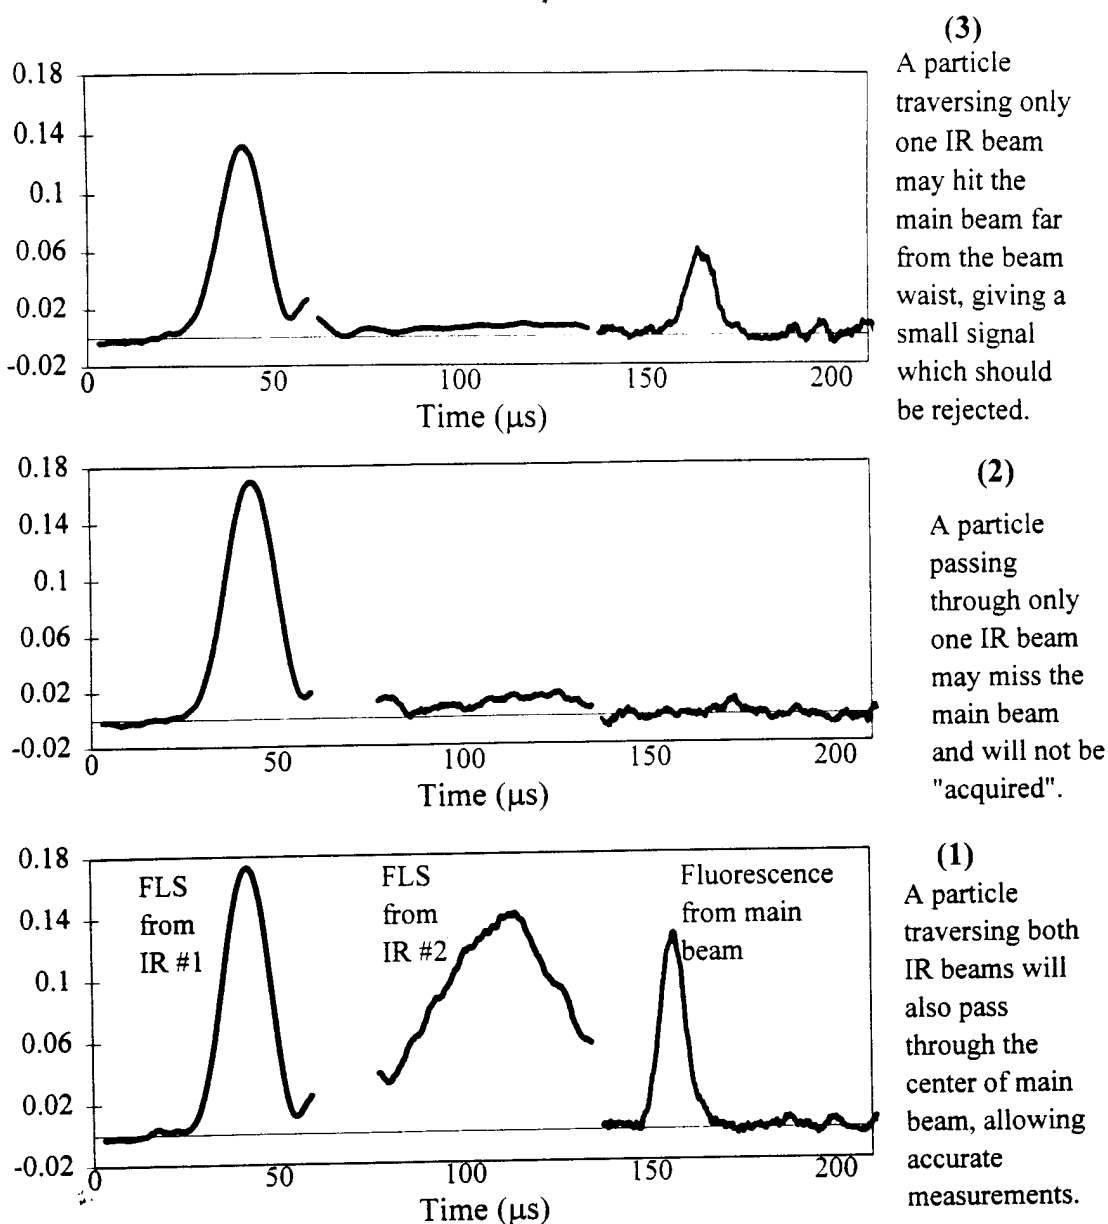 (3)
A particle
traversing only
one IR beam
may hit the
main beam far
from the beam
waist, giving a
small signal
which should
be rejected.
0.18
0.14
0.1
0.06
0.02
-0.02
0 50 100 150 200
Time (μs)
(2)
A particle
passing
through only
one IR beam
may miss the
main beam
and will not be
"acquired".
0.18
0.14
0.1
0.06
0.02
-0.02
0 50 100 150 200
Time (μs)
(1)
A particle
traversing both
IR beams will
also pass
through the
center of main
beam, allowing
accurate
measurements.
0.18
0.14
0.1
0.06
0.02
-0.02
FLS
from
IR #1
FLS
from
IR #2
Fluorescence
from main
beam
0 50 100 150 200
Time (μs)